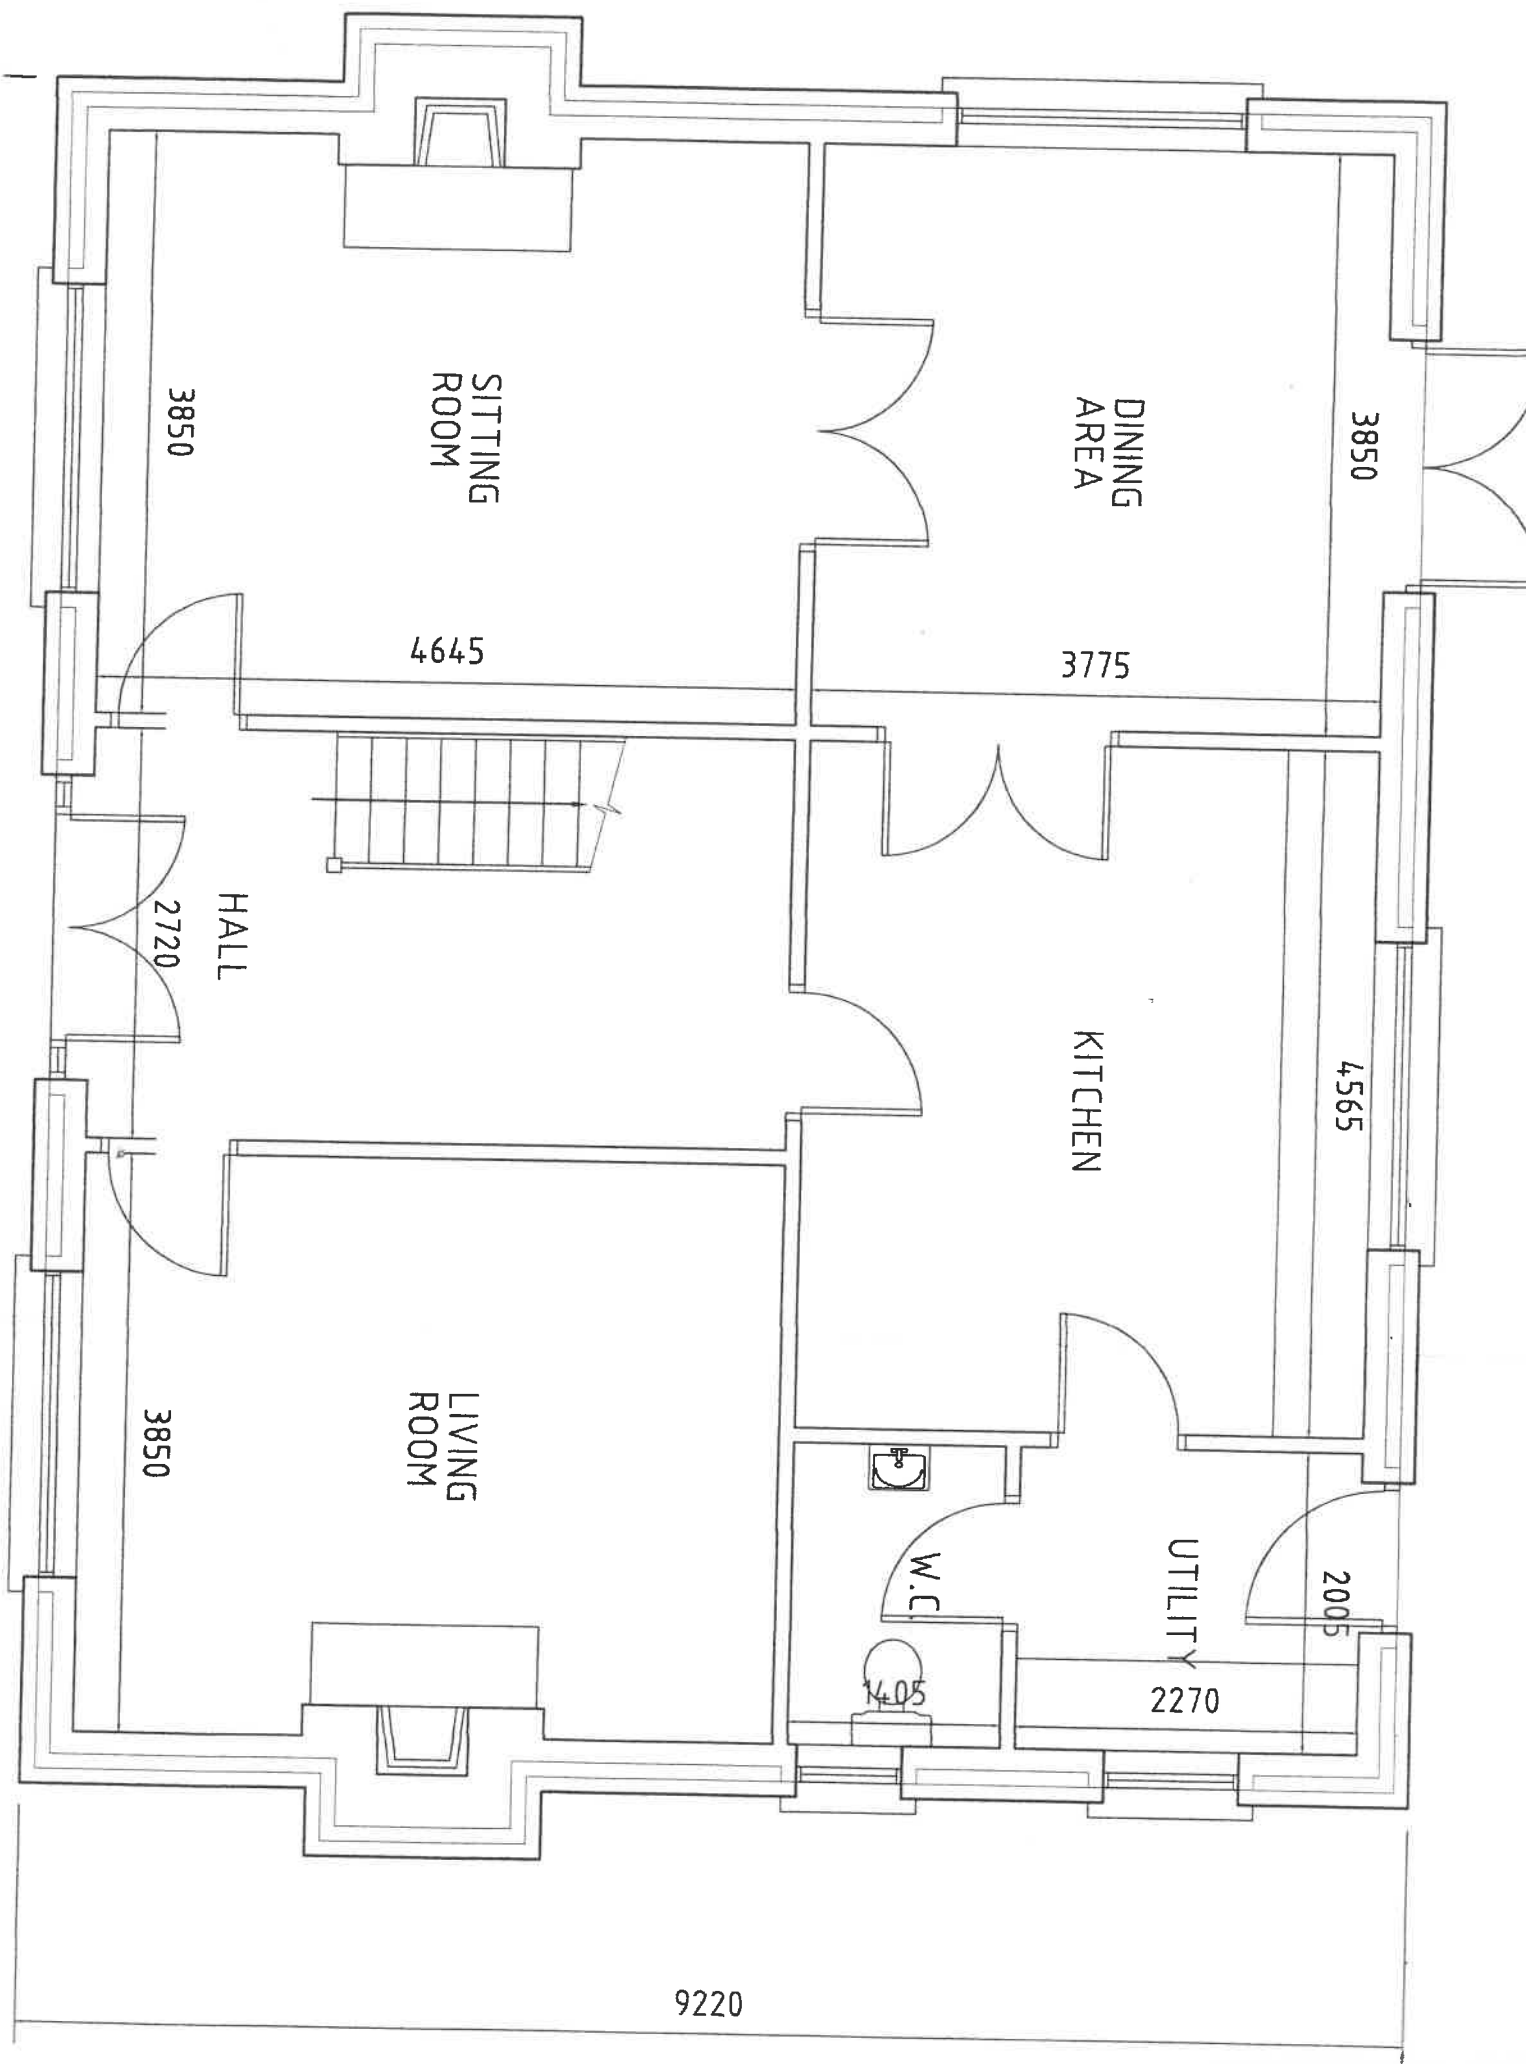 SITTING
ROOM
3850
4645
DINING
AREA
3850
3775
HALL
2720
KITCHEN
4565
LIVING
ROOM
3850
W.C.
1405
UTILITY
2005
2270
9220